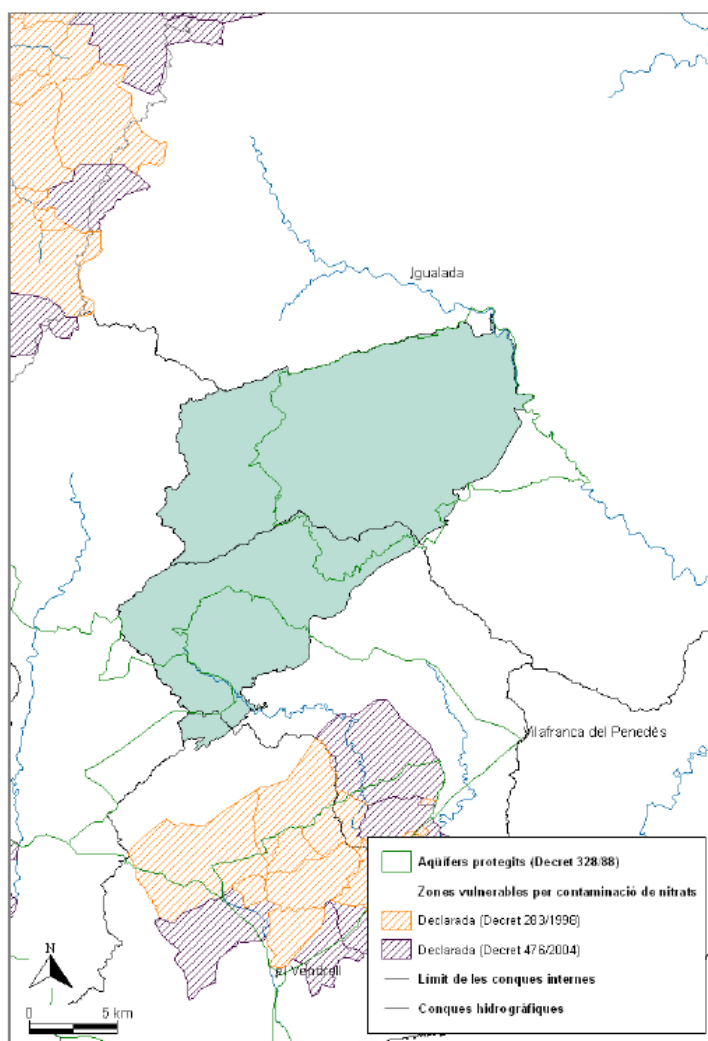 Igualada
Vilafranca del Penedès
Aqüífers protegits (Decret 328/88)
Zones vulnerables per contaminació de nitrats
Declarada (Decret 283/1998)
Declarada (Decret 476/2004)
Límit de les conques internes
Conques hidrogràfiques
N
El Vendrell
0 5 km